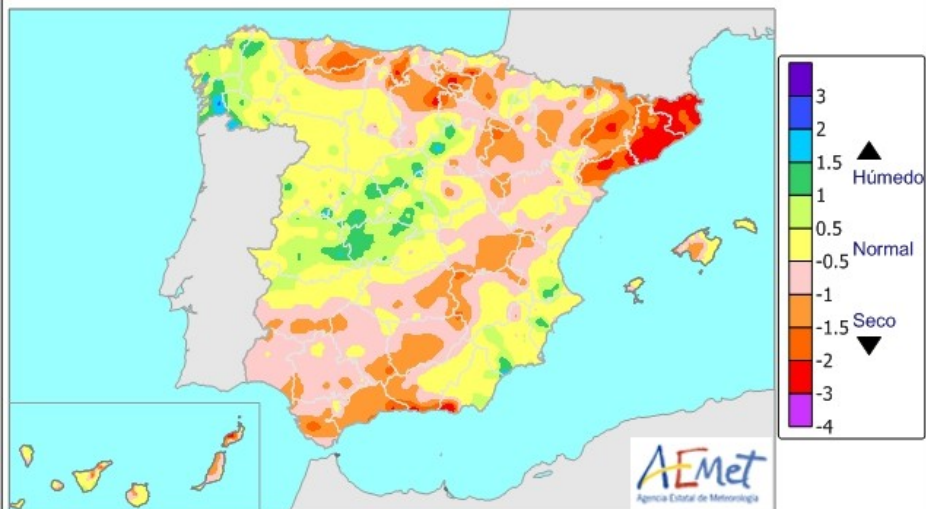 3
2
1.5
Húmedo
1
0.5
Normal
-0.5
-1
-1.5
Seco
-2
-3
-4
AEMet
Agencia Estatal de Meteorología